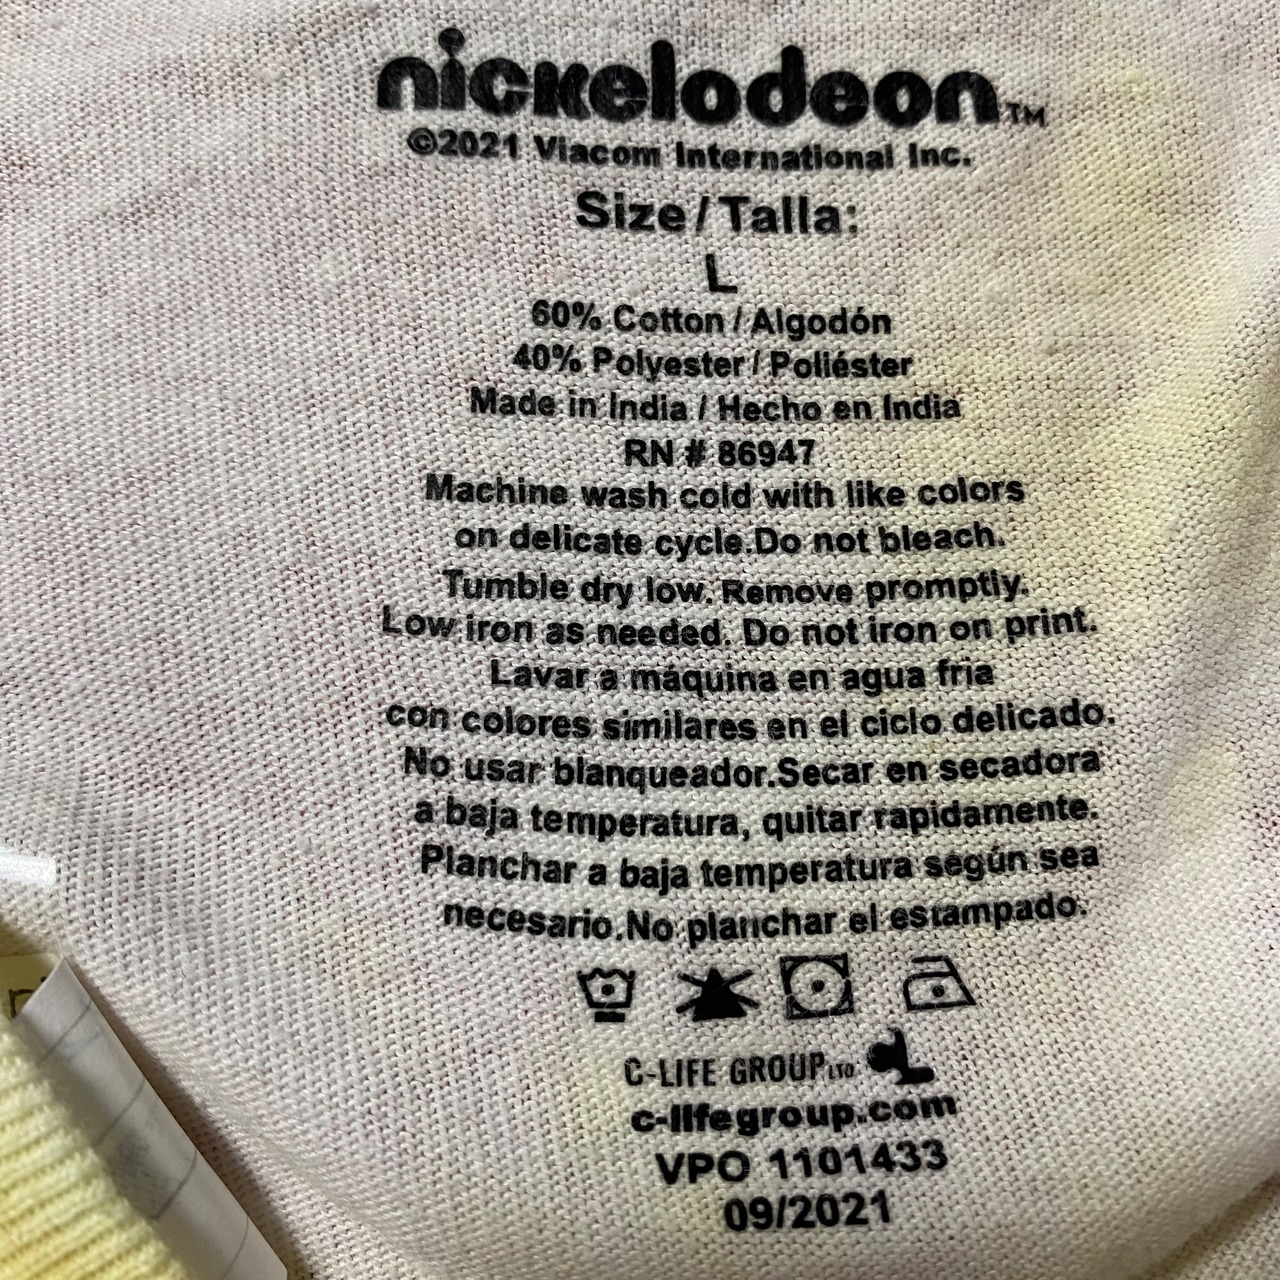 nickelodeon™
©2021 Viacom International Inc.
Size/Talla:
L
60% Cotton / Algodón
40% Polyester / Poliéster
Made in India / Hecho en India
RN # 86947
Machine wash cold with like colors
on delicate cycle.Do not bleach.
Tumble dry low. Remove promptly.
Low iron as needed. Do not iron on print.
Lavar a máquina en agua fria
con colores similares en el ciclo delicado.
No usar blanqueador.Secar en secadora
a baja temperatura, quitar rapidamente.
Planchar a baja temperatura según sea
necesario.No planchar el estampado.
C-LIFE GROUP LTD
c-lifegroup.com
VPO 1101433
09/2021